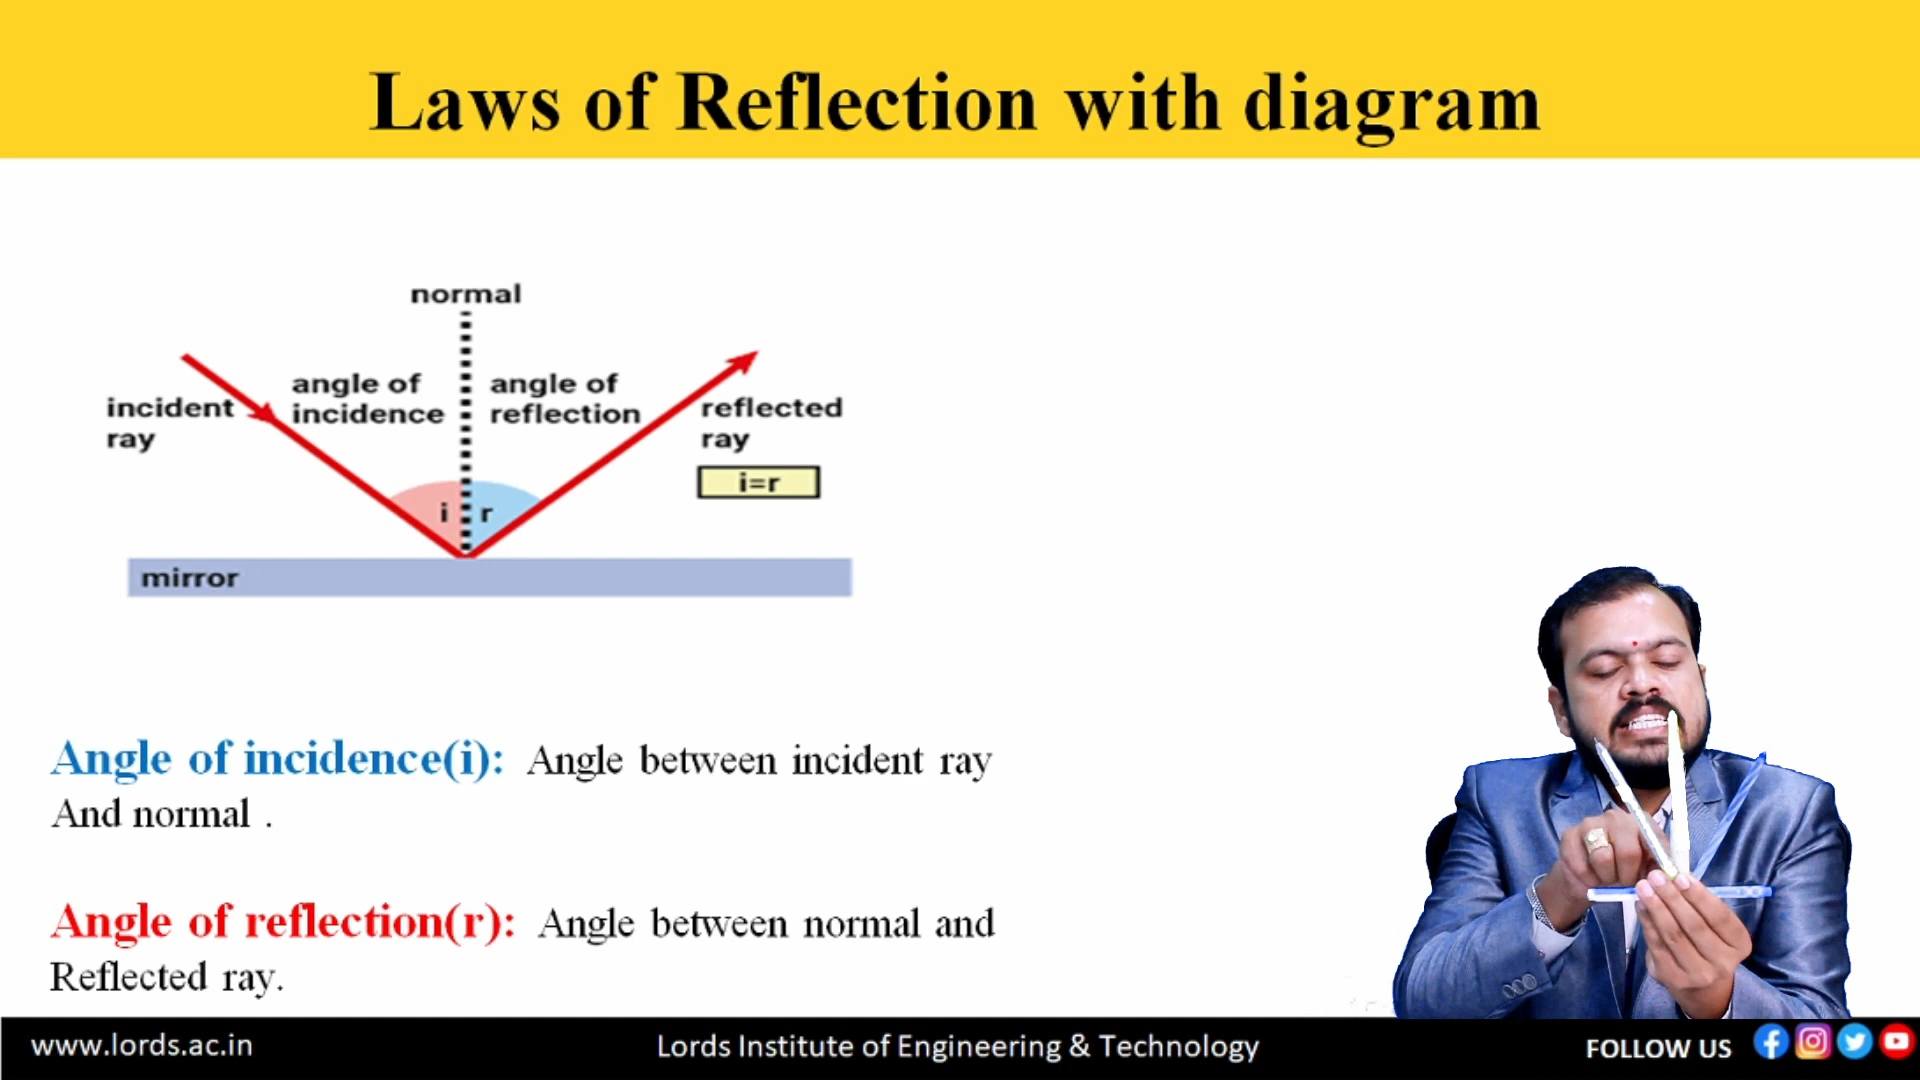 Laws of Reflection with diagram
normal
incident
ray
angle of
incidence
angle of
reflection
reflected
ray
i=r
i
r
mirror
Angle of incidence(i): Angle between incident ray
And normal .
Angle of reflection(r): Angle between normal and
Reflected ray.
www.lords.ac.in
Lords Institute of Engineering & Technology
FOLLOW US